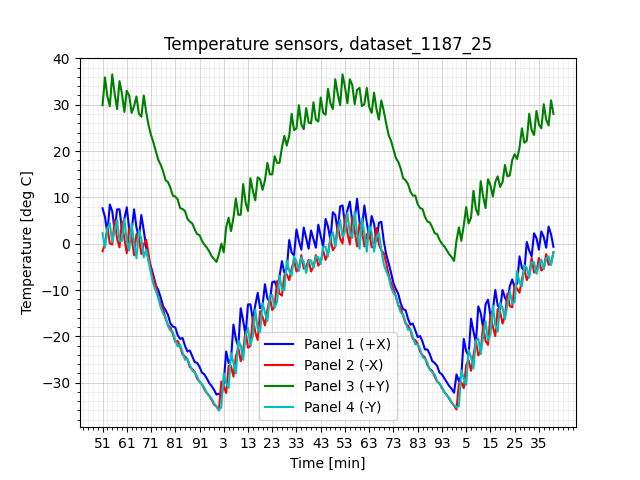 Temperature sensors, dataset_1187_25
Temperature [deg C]
40
30
20
10
0
−10
−20
−30
Panel 1 (+X)
Panel 2 (-X)
Panel 3 (+Y)
Panel 4 (-Y)
51 61 71 81 91 3 13 23 33 43 53 63 73 83 93 5 15 25 35
Time [min]